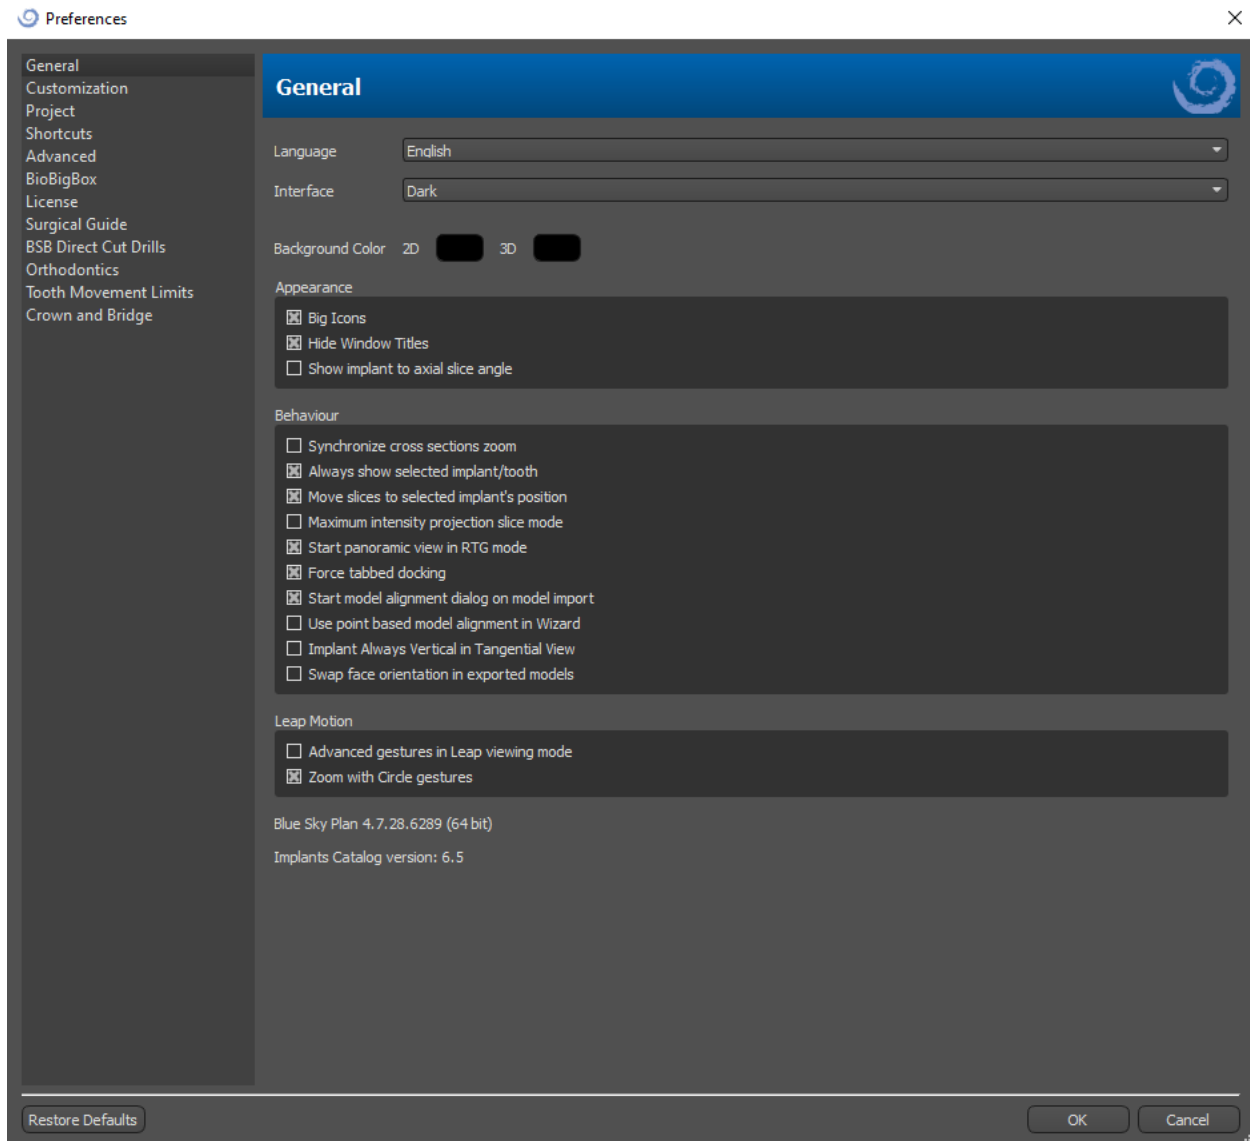 Preferences
General
Customization
Project
Shortcuts
Advanced
BioBigBox
License
Surgical Guide
BSB Direct Cut Drills
Orthodontics
Tooth Movement Limits
Crown and Bridge
General
Language English
Interface Dark
Background Color 2D 3D
Appearance
Big Icons
Hide Window Titles
Show implant to axial slice angle
Behaviour
Synchronize cross sections zoom
Always show selected implant/tooth
Move slices to selected implant's position
Maximum intensity projection slice mode
Start panoramic view in RTG mode
Force tabbed docking
Start model alignment dialog on model import
Use point based model alignment in Wizard
Implant Always Vertical in Tangential View
Swap face orientation in exported models
Leap Motion
Advanced gestures in Leap viewing mode
Zoom with Circle gestures
Blue Sky Plan 4.7.28.6289 (64 bit)
Implants Catalog version: 6.5
Restore Defaults OK Cancel